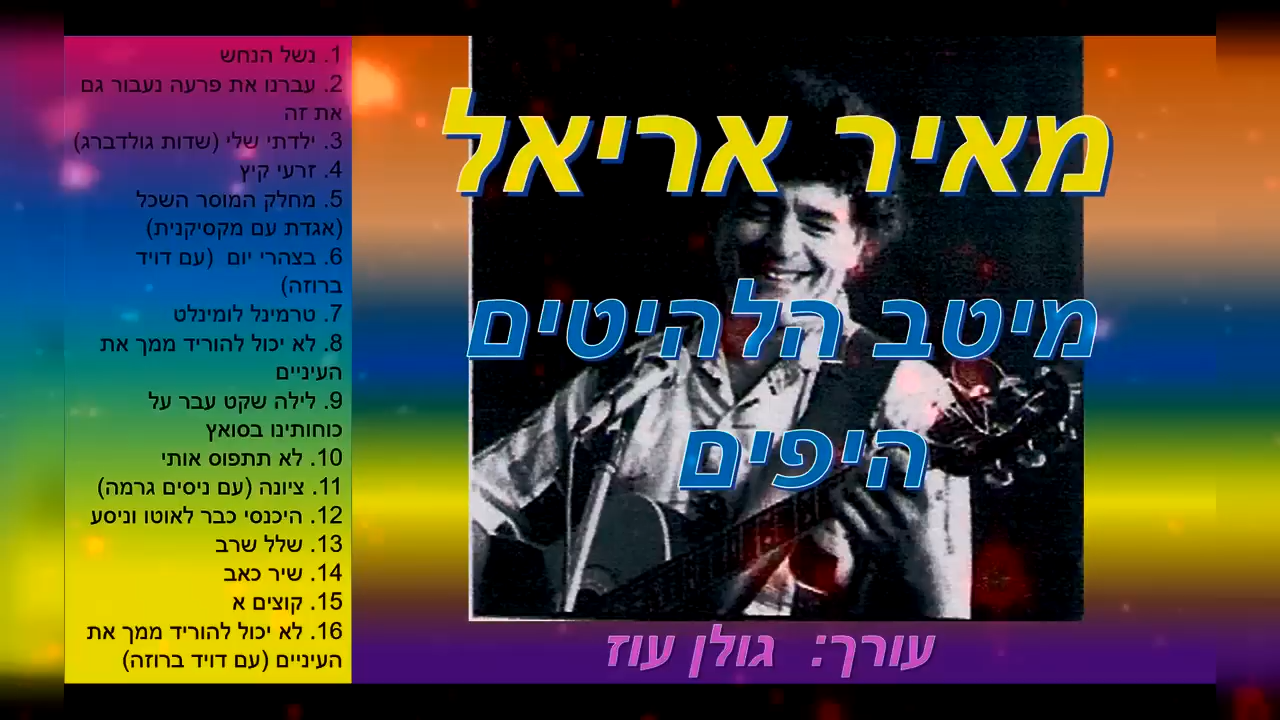 מאיר אריאל
מיטב הלהיטים
היפים
עורך: גולן עוז
1. נשל הנחש
2. עברנו את פרעה נעבור גם
את זה
3. ילדתי שלי (שדות גולדברג)
4. זרעי קיץ
5. מחלק המוסר השכל
(אגדת עם מקסיקנית)
6. בצהרי יום (עם דויד
ברוזה)
7. טרמינל לומינלט
8. לא יכול להוריד ממך את
העיניים
9. לילה שקט עבר על
כוחותינו בסואץ
10. לא תתפוס אותי
11. ציונה (עם ניסים גרמה)
12. היכנסי כבר לאוטו וניסע
13. שלל שרב
14. שיר כאב
15. קוצים א
16. לא יכול להוריד ממך את
העיניים (עם דויד ברוזה)